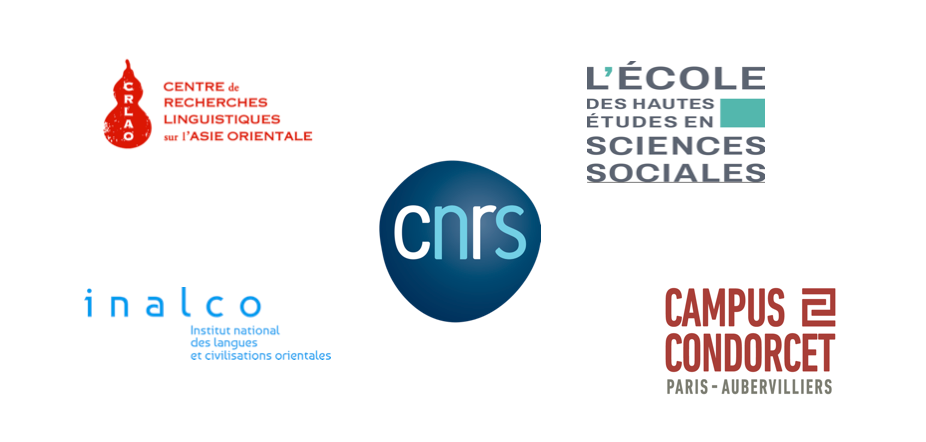 CRLAO
CENTRE de
RECHERCHES
LINGUISTIQUES
sur l'ASIE ORIENTALE
L'ÉCOLE
DES HAUTES
ÉTUDES EN
SCIENCES
SOCIALES
cnrs
inalco
Institut national
des langues
et civilisations orientales
CAMPUS
CONDORCET
PARIS - AUBERVILLIERS